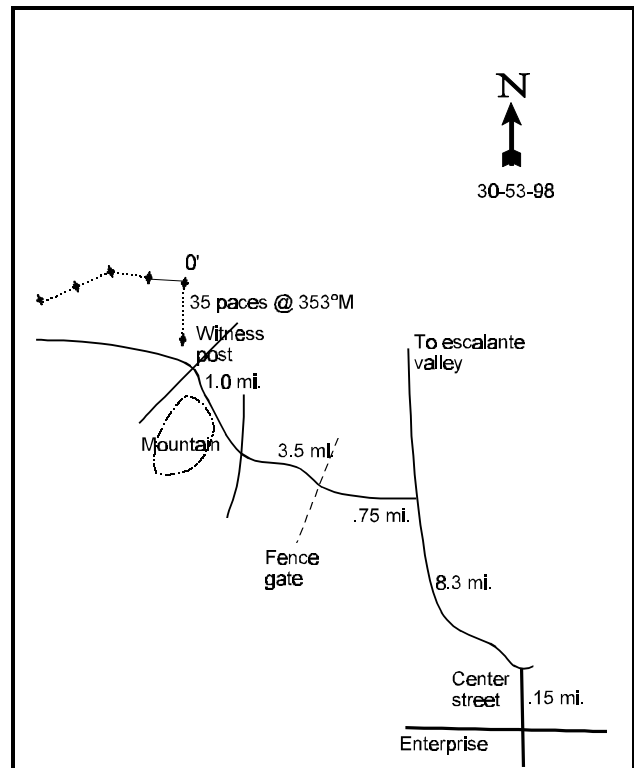 N
30-53-98
0'
35 paces @ 353ºM
Witness
post
To escalante
valley
1.0 mi.
Mountain
3.5 mi.
.75 mi.
Fence
gate
8.3 mi.
Center
street
.15 mi.
Enterprise